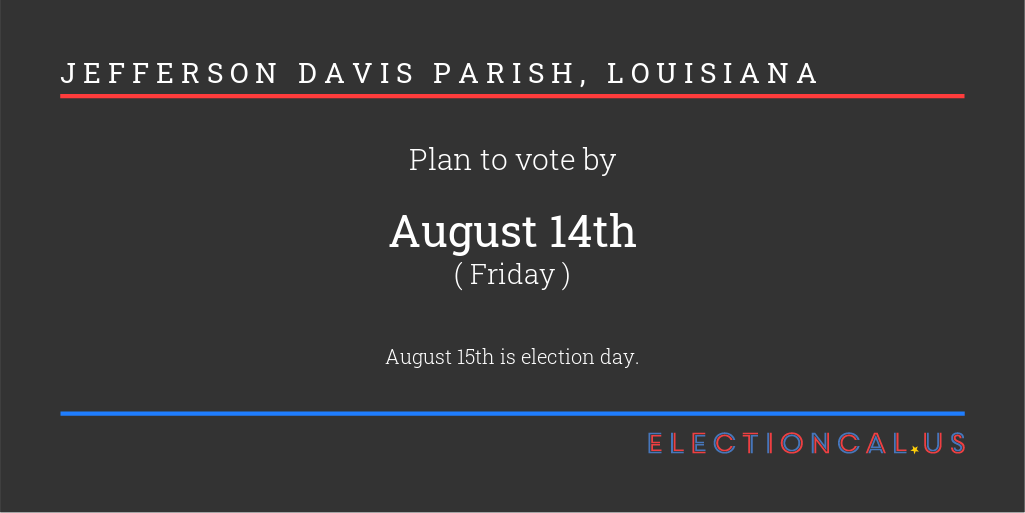 JEFFERSON DAVIS PARISH, LOUISIANA
Plan to vote by
August 14th
( Friday )
August 15th is election day.
ELECTIONCAL.US